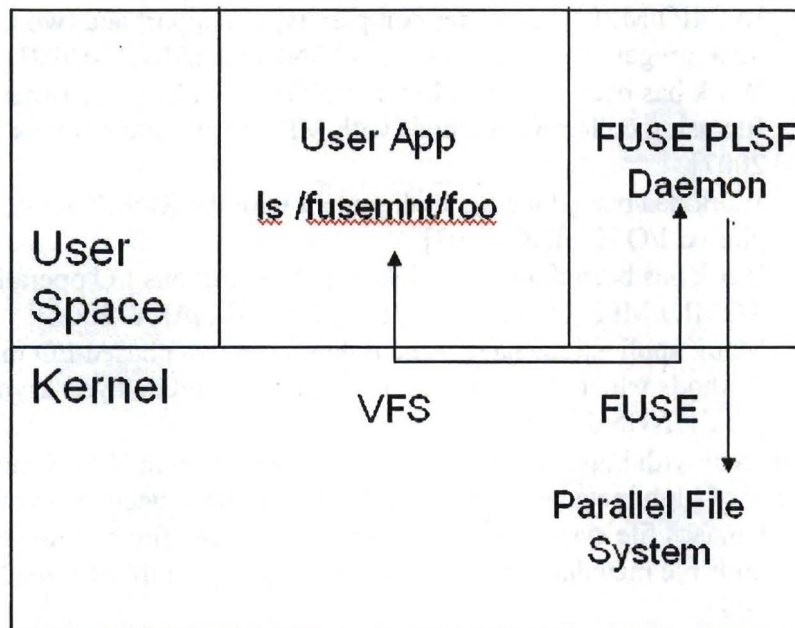 User App
ls /fusemnt/foo
FUSE PLSF
Daemon
User
Space
Kernel
VFS
FUSE
Parallel File
System